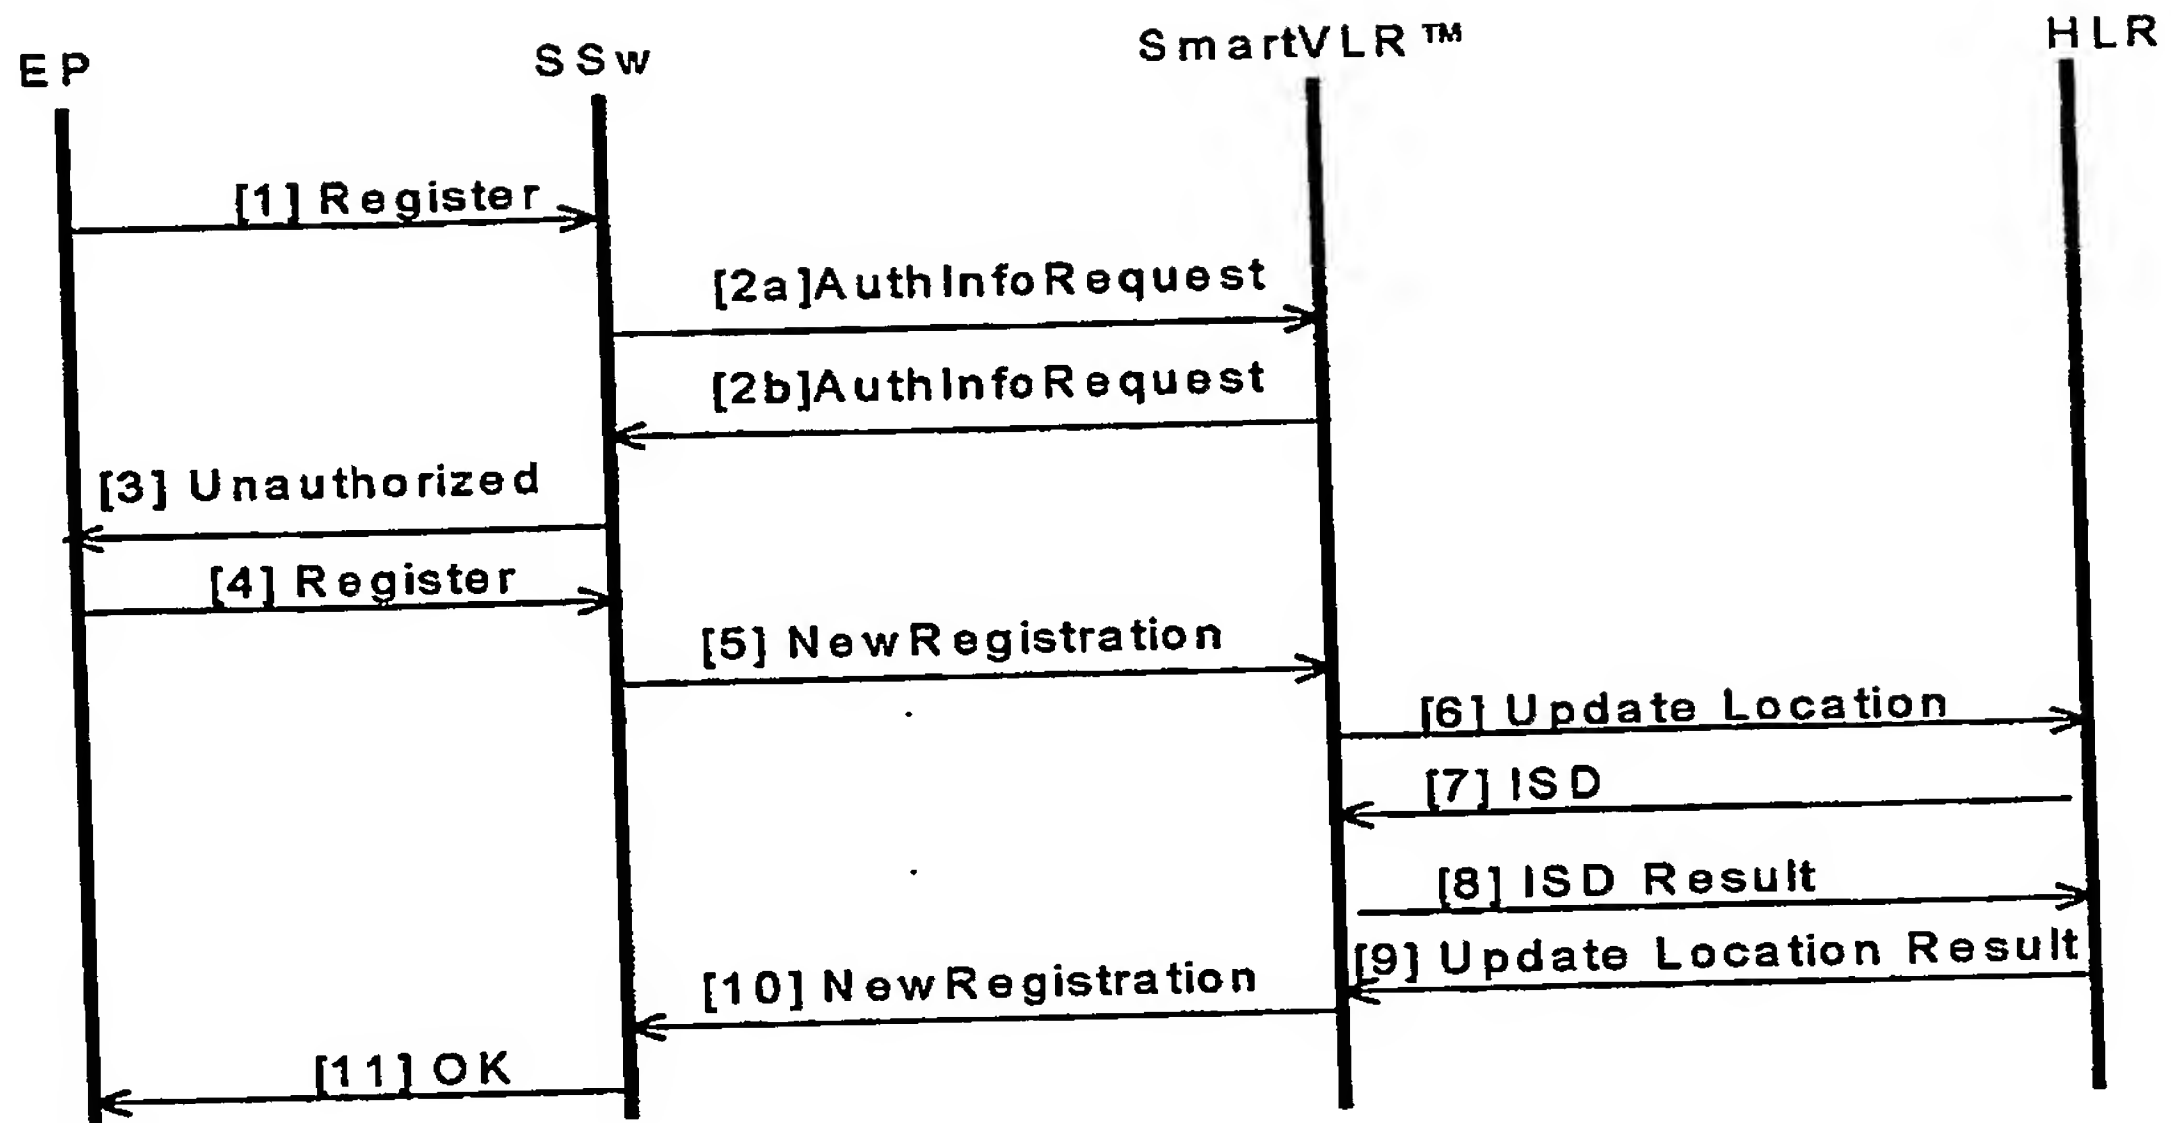 EP
SSw
SmartVLR™
HLR
[1] Register
[2a]AuthInfoRequest
[2b]AuthInfoRequest
[3] Unauthorized
[4] Register
[5] NewRegistration
[6] Update Location
[7] ISD
[8] ISD Result
[9] Update Location Result
[10] NewRegistration
[11] OK